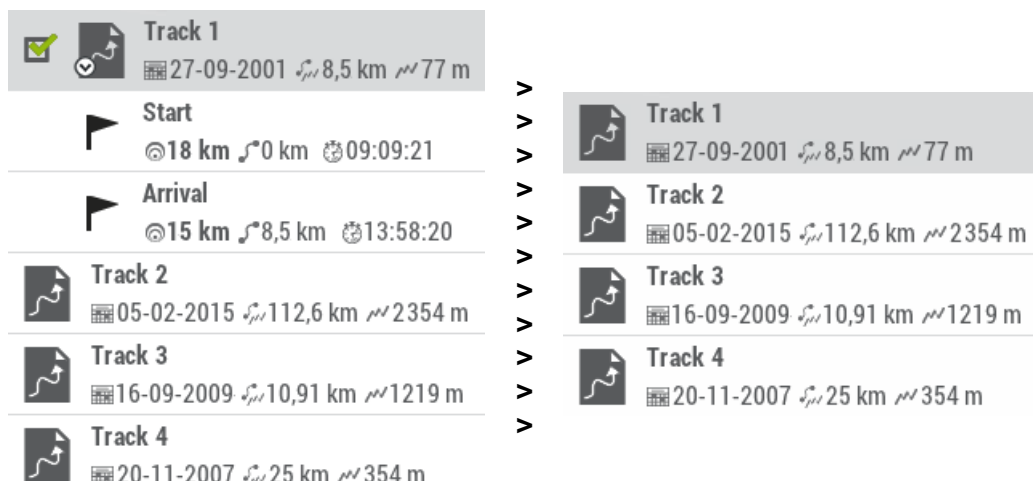 Track 1
27-09-2001 8,5 km 77 m
Start
18 km 0 km 09:09:21
Arrival
15 km 8,5 km 13:58:20
Track 2
05-02-2015 112,6 km 2354 m
Track 3
16-09-2009 10,91 km 1219 m
Track 4
20-11-2007 25 km 354 m
>
>
>
>
>
>
>
>
>
>
>
Track 1
27-09-2001 8,5 km 77 m
Track 2
05-02-2015 112,6 km 2354 m
Track 3
16-09-2009 10,91 km 1219 m
Track 4
20-11-2007 25 km 354 m